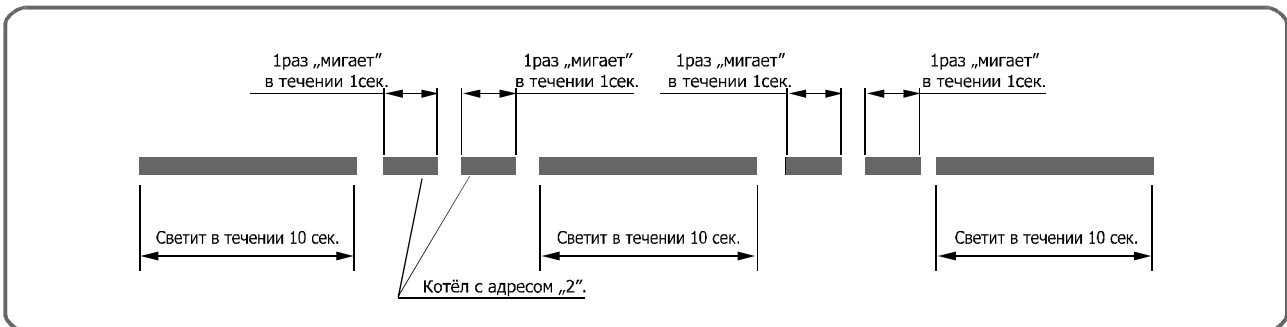 1раз „мигает”
в течении 1сек.
1раз „мигает”
в течении 1сек.
1раз „мигает”
в течении 1сек.
1раз „мигает”
в течении 1сек.
Светит в течении 10 сек.
Светит в течении 10 сек.
Светит в течении 10 сек.
Котёл с адресом „2”.